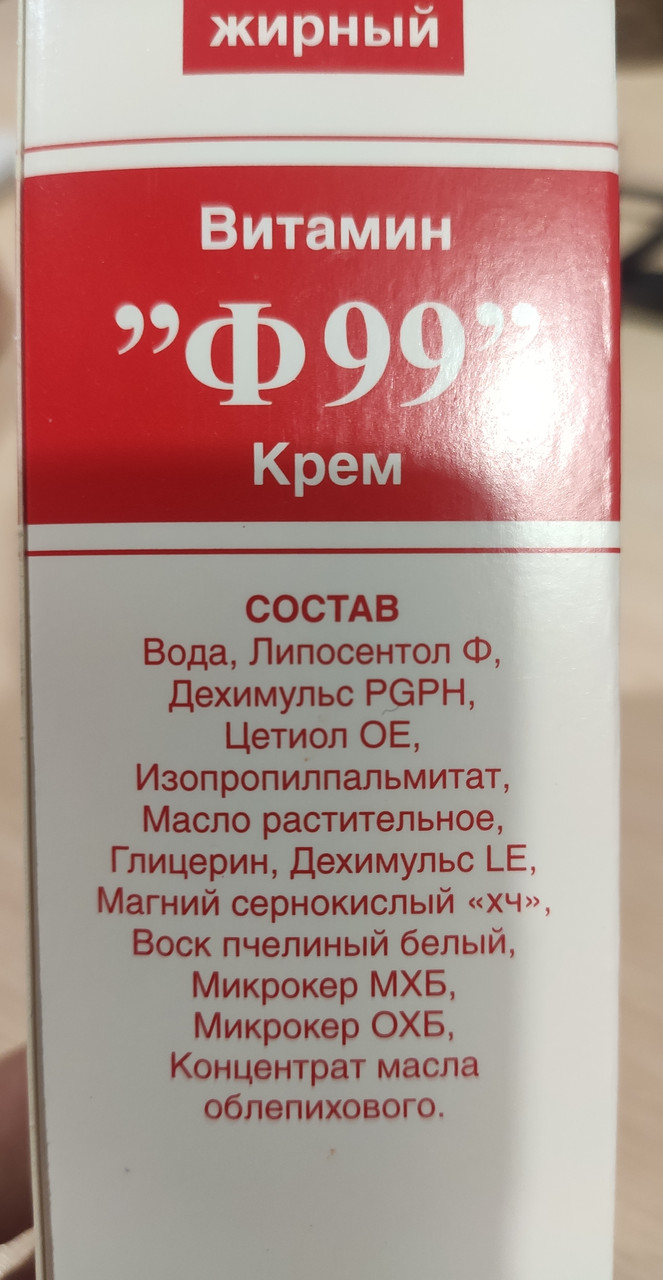 жирный
Витамин
”Ф99”
Крем
СОСТАВ
Вода, Липосентол Ф,
Дехимульс PGPH,
Цетиол ОЕ,
Изопропилпальмитат,
Масло растительное,
Глицерин, Дехимульс LE,
Магний сернокислый «хч»,
Воск пчелиный белый,
Микрокер МХБ,
Микрокер ОХБ,
Концентрат масла
облепихового.